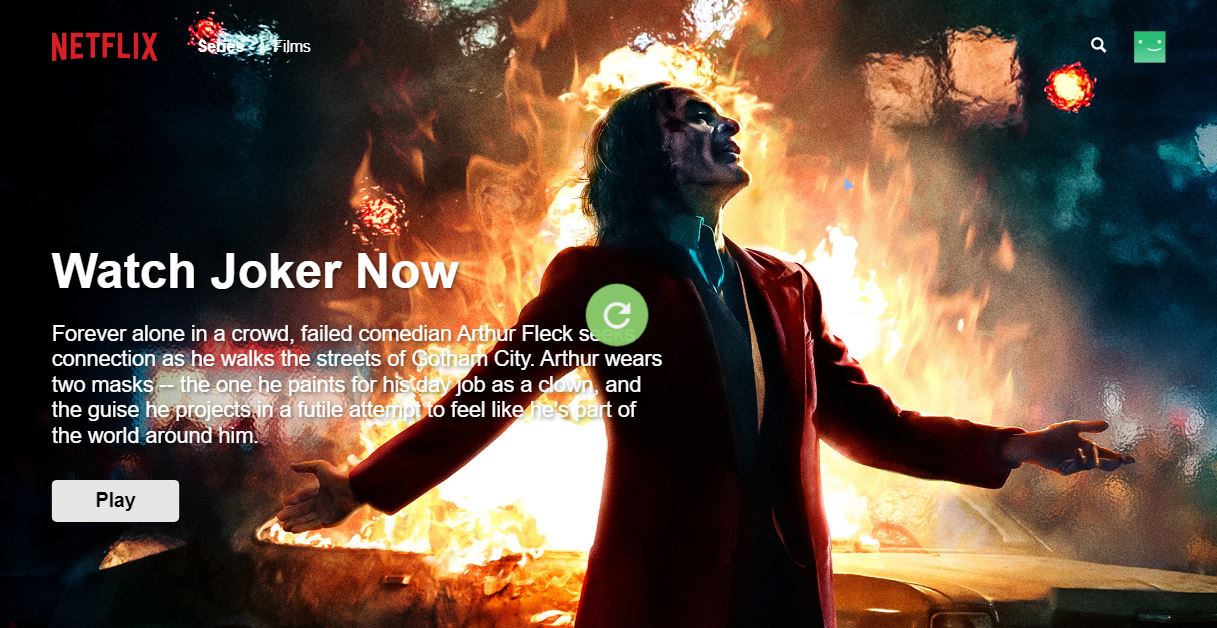 NETFLIX Series Films
Watch Joker Now
Forever alone in a crowd, failed comedian Arthur Fleck seeks
connection as he walks the streets of Gotham City. Arthur wears
two masks -- the one he paints for his day job as a clown, and
the guise he projects in a futile attempt to feel like he's part of
the world around him.
Play